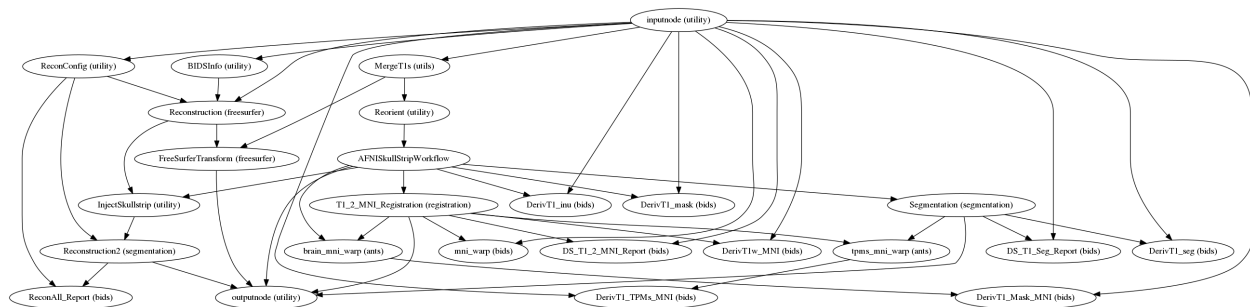 inputnode (utility)
ReconConfig (utility)
BIDSInfo (utility)
MergeT1s (utils)
Reconstruction (freesurfer)
Reorient (utility)
FreeSurferTransform (freesurfer)
AFNISkullStripWorkflow
InjectSkullstrip (utility)
T1_2_MNI_Registration (registration)
DerivT1_inu (bids)
DerivT1_mask (bids)
Segmentation (segmentation)
Reconstruction2 (segmentation)
brain_mni_warp (ants)
mni_warp (bids)
DS_T1_2_MNI_Report (bids)
DerivT1w_MNI (bids)
tpms_mni_warp (ants)
DS_T1_Seg_Report (bids)
DerivT1_seg (bids)
ReconAll_Report (bids)
outputnode (utility)
DerivT1_TPMs_MNI (bids)
DerivT1_Mask_MNI (bids)